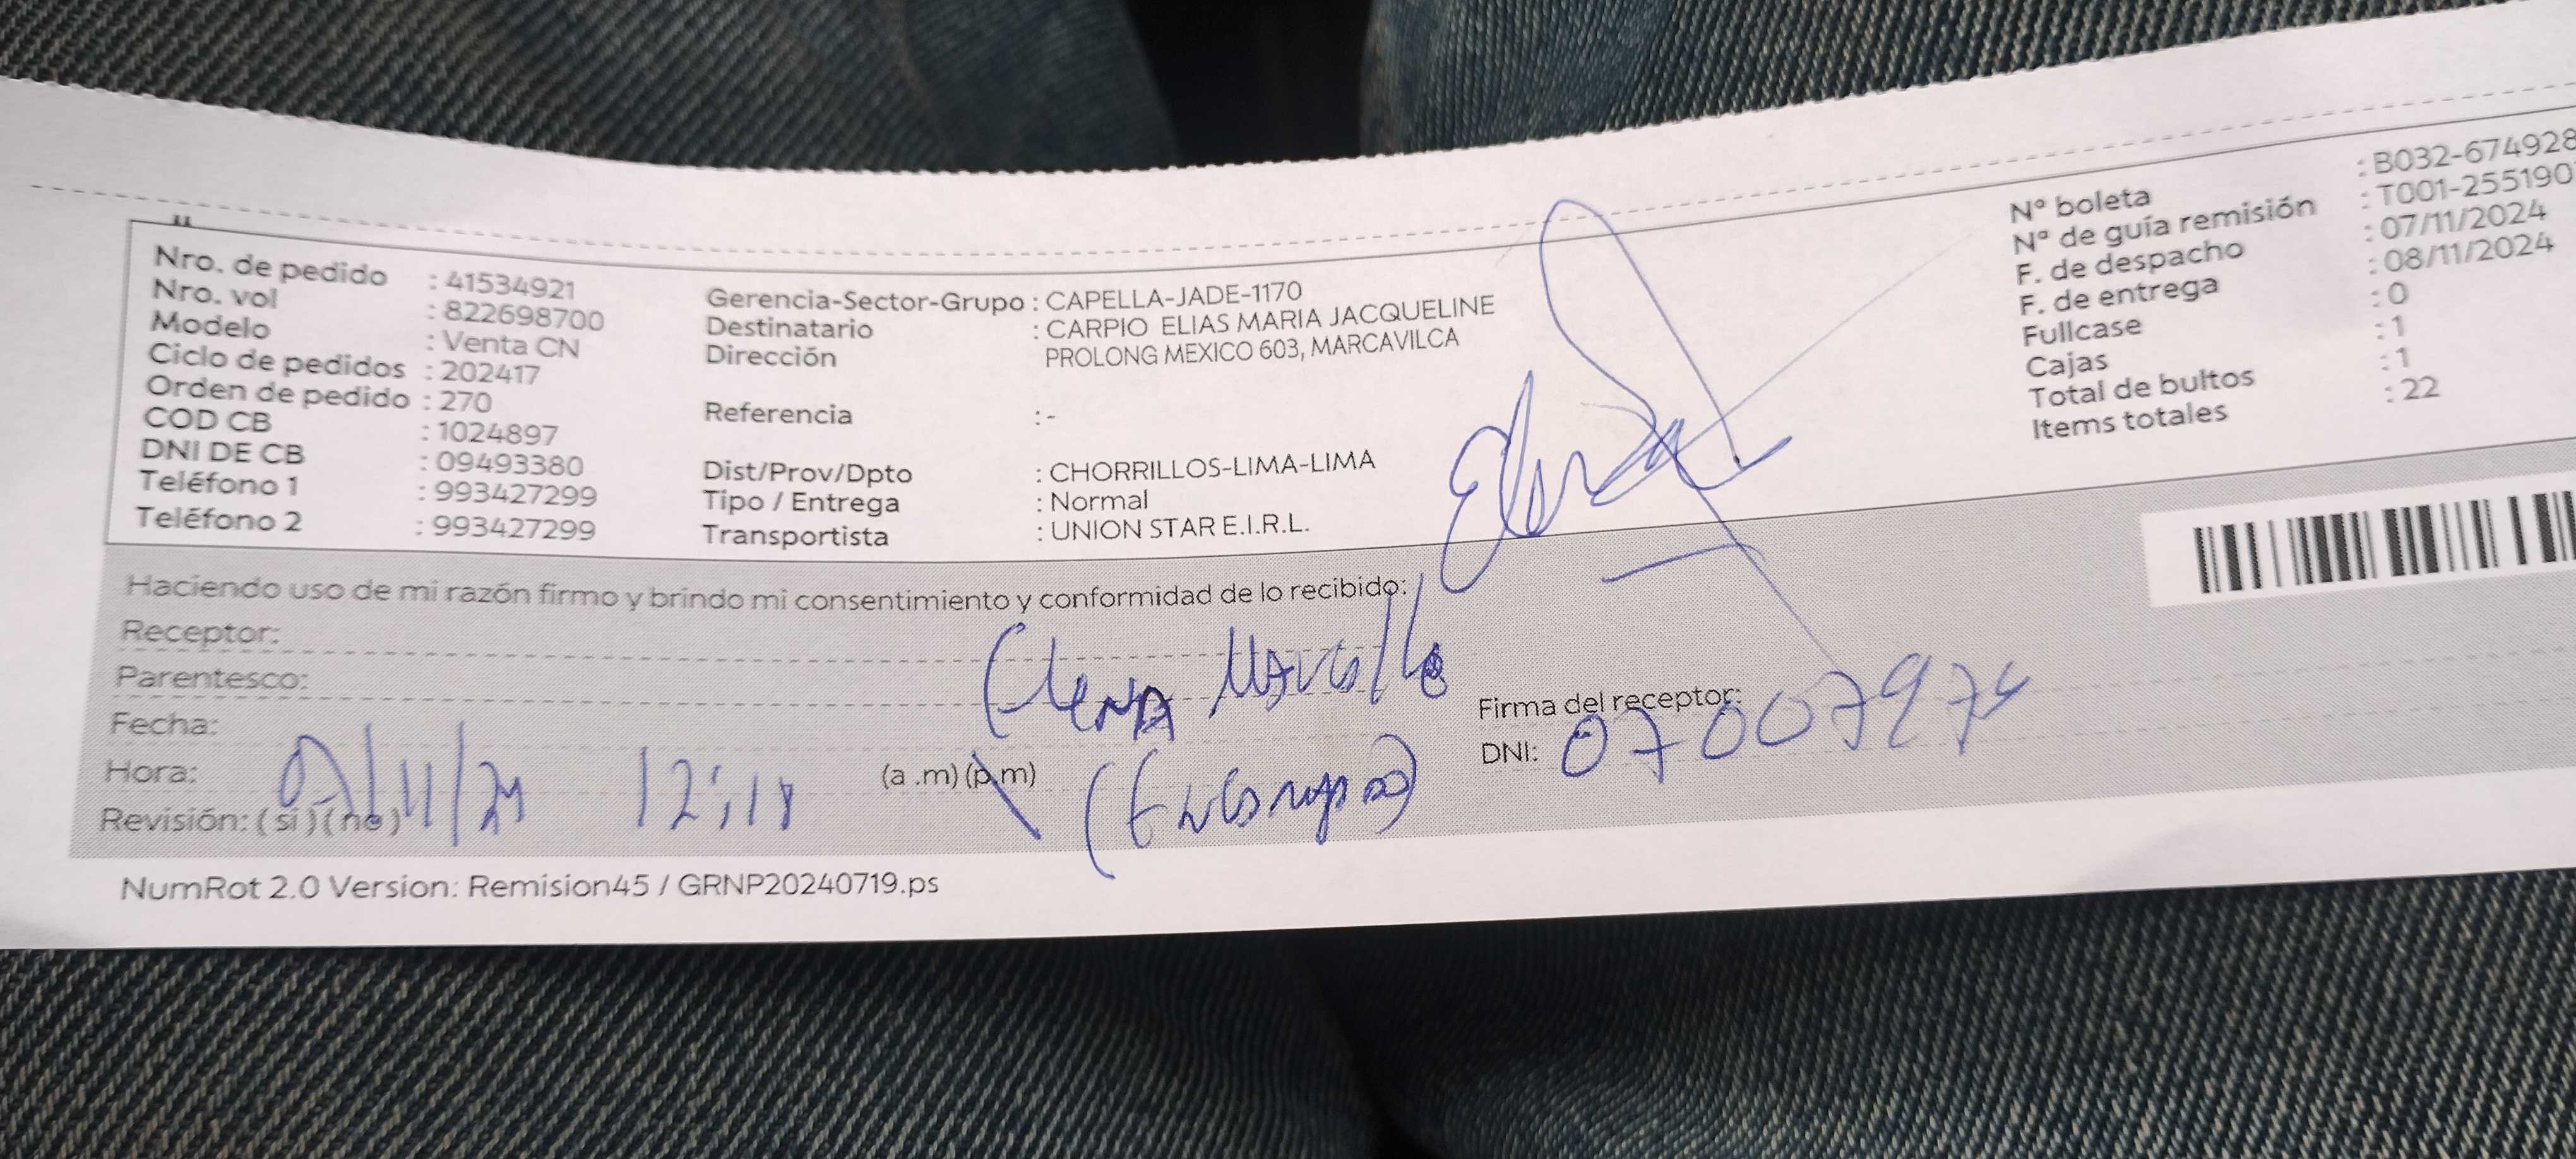 Nro. de pedido : 41534921
Nro. vol : 822698700
Modelo : Venta CN
Ciclo de pedidos : 202417
Orden de pedido : 270
COD CB : 1024897
DNI DE CB : 09493380
Teléfono 1 : 993427299
Teléfono 2 : 993427299
Gerencia-Sector-Grupo : CAPELLA-JADE-1170
Destinatario : CARPIO ELIAS MARIA JACQUELINE
Dirección PROLONG MEXICO 603, MARCAVILCA
Referencia : -
Dist/Prov/Dpto : CHORRILLOS-LIMA-LIMA
Tipo / Entrega : Normal
Transportista : UNION STAR E.I.R.L.
N° boleta : B032-674928
N° de guía remisión : T001-255190
F. de despacho : 07/11/2024
F. de entrega : 08/11/2024
Fullcase : 0
Cajas : 1
Total de bultos : 1
Items totales : 22
Haciendo uso de mi razón firmo y brindo mi consentimiento y conformidad de lo recibido:
Receptor:
Parentesco:
Elena
Fecha:
Hora: 12:18 (a .m) (p.m)
Revisión: ( si ) ( no )
Firma del receptor:
DNI: 07007974
NumRot 2.0 Version: Remision45 / GRNP20240719.ps